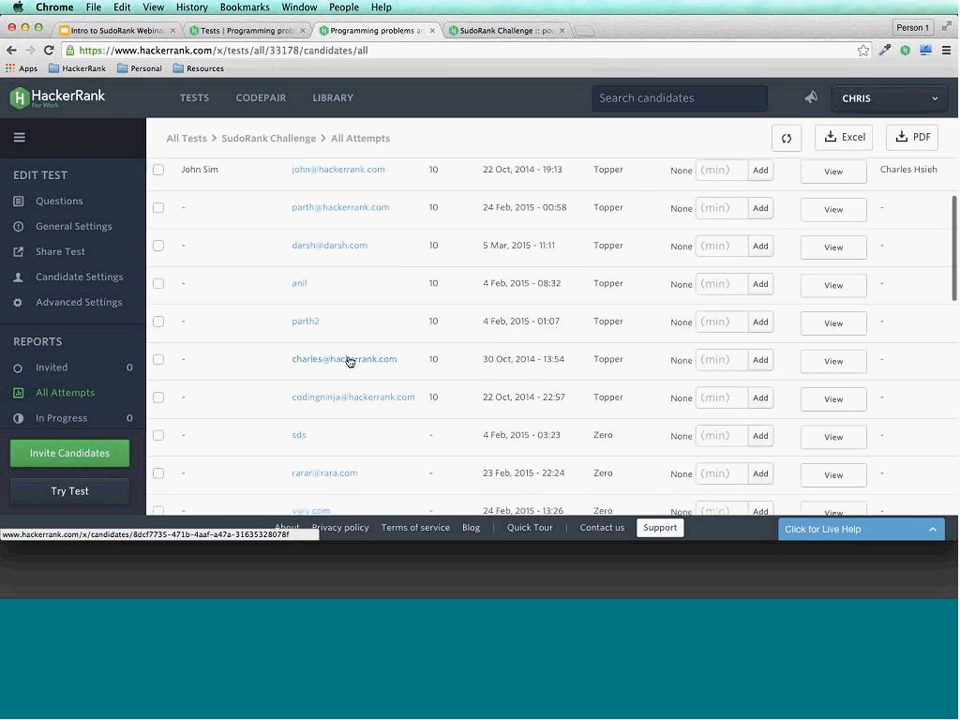 Chrome File Edit View History Bookmarks Window People Help
Intro to SudoRank Webina Tests | Programming prob Programming problems a SudoRank Challenge :: po Person 1
https://www.hackerrank.com/x/tests/all/33178/candidates/all
Apps HackerRank Personal Resources
HackerRank For Work TESTS CODEPAIR LIBRARY Search candidates CHRIS
All Tests > SudoRank Challenge > All Attempts Excel PDF
EDIT TEST
Questions
General Settings
Share Test
Candidate Settings
Advanced Settings
REPORTS
Invited 0
All Attempts
In Progress 0
Invite Candidates
Try Test
John Sim john@hackerrank.com 10 22 Oct, 2014 - 19:13 Topper None (min) Add View Charles Hsieh
- parth@hackerrank.com 10 24 Feb, 2015 - 00:58 Topper None (min) Add View -
- darsh@darsh.com 10 5 Mar, 2015 - 11:11 Topper None (min) Add View -
- anil 10 4 Feb, 2015 - 08:32 Topper None (min) Add View -
- parth2 10 4 Feb, 2015 - 01:07 Topper None (min) Add View -
- charles@hackerrank.com 10 30 Oct, 2014 - 13:54 Topper None (min) Add View -
- codingninja@hackerrank.com 10 22 Oct, 2014 - 22:57 Topper None (min) Add View -
- sds - 4 Feb, 2015 - 03:23 Zero None (min) Add View -
- rarar@rara.com - 23 Feb, 2015 - 22:24 Zero None (min) Add View -
- - 24 Feb, 2015 - 13:26 Zero None (min) Add View -
About Privacy policy Terms of service Blog | Quick Tour | Contact us Support Click for Live Help
www.hackerrank.com/x/candidates/8dcf7735-471b-4aaf-a47a-31635328078f